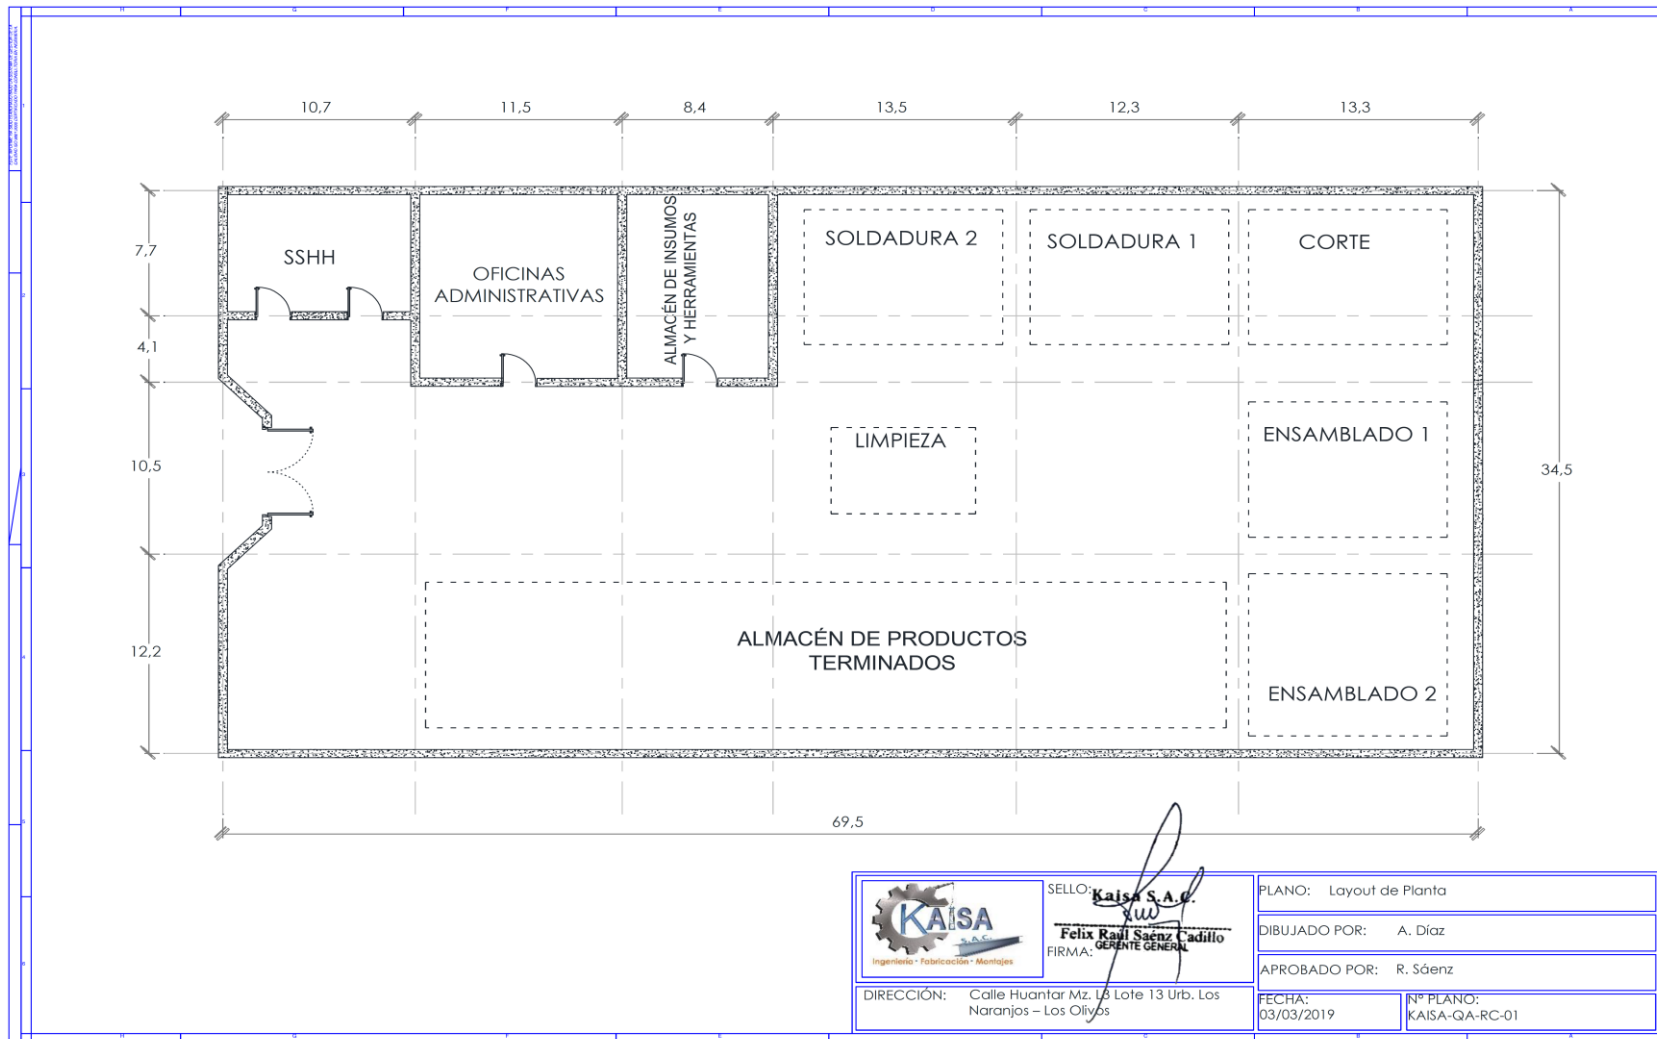 10,7
11,5
8,4
13,5
12,3
13,3
7,7
4,1
10,5
12,2
34,5
69,5
SSHH
OFICINAS
ADMINISTRATIVAS
ALMACÉN DE INSUMOS
Y HERRAMIENTAS
SOLDADURA 2
SOLDADURA 1
CORTE
LIMPIEZA
ENSAMBLADO 1
ALMACÉN DE PRODUCTOS
TERMINADOS
ENSAMBLADO 2
KAISA
S.A.C.
Ingeniería • Fabricación • Montajes
SELLO:
Kaisa S.A.C.
Felix Raúl Saénz Cadillo
GERENTE GENERAL
FIRMA:
DIRECCIÓN: Calle Huantar Mz. L3 Lote 13 Urb. Los
Naranjos – Los Olivos
PLANO: Layout de Planta
DIBUJADO POR: A. Díaz
APROBADO POR: R. Sáenz
FECHA:
03/03/2019
N° PLANO:
KAISA-QA-RC-01